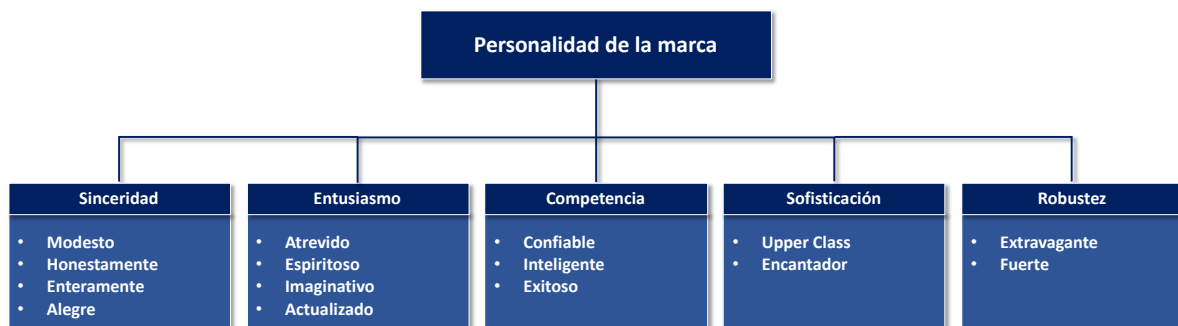 Personalidad de la marca
Sinceridad
• Modesto
• Honestamente
• Enteramente
• Alegre
Entusiasmo
• Atrevido
• Espiritoso
• Imaginativo
• Actualizado
Competencia
• Confiable
• Inteligente
• Exitoso
Sofisticación
• Upper Class
• Encantador
Robustez
• Extravagante
• Fuerte